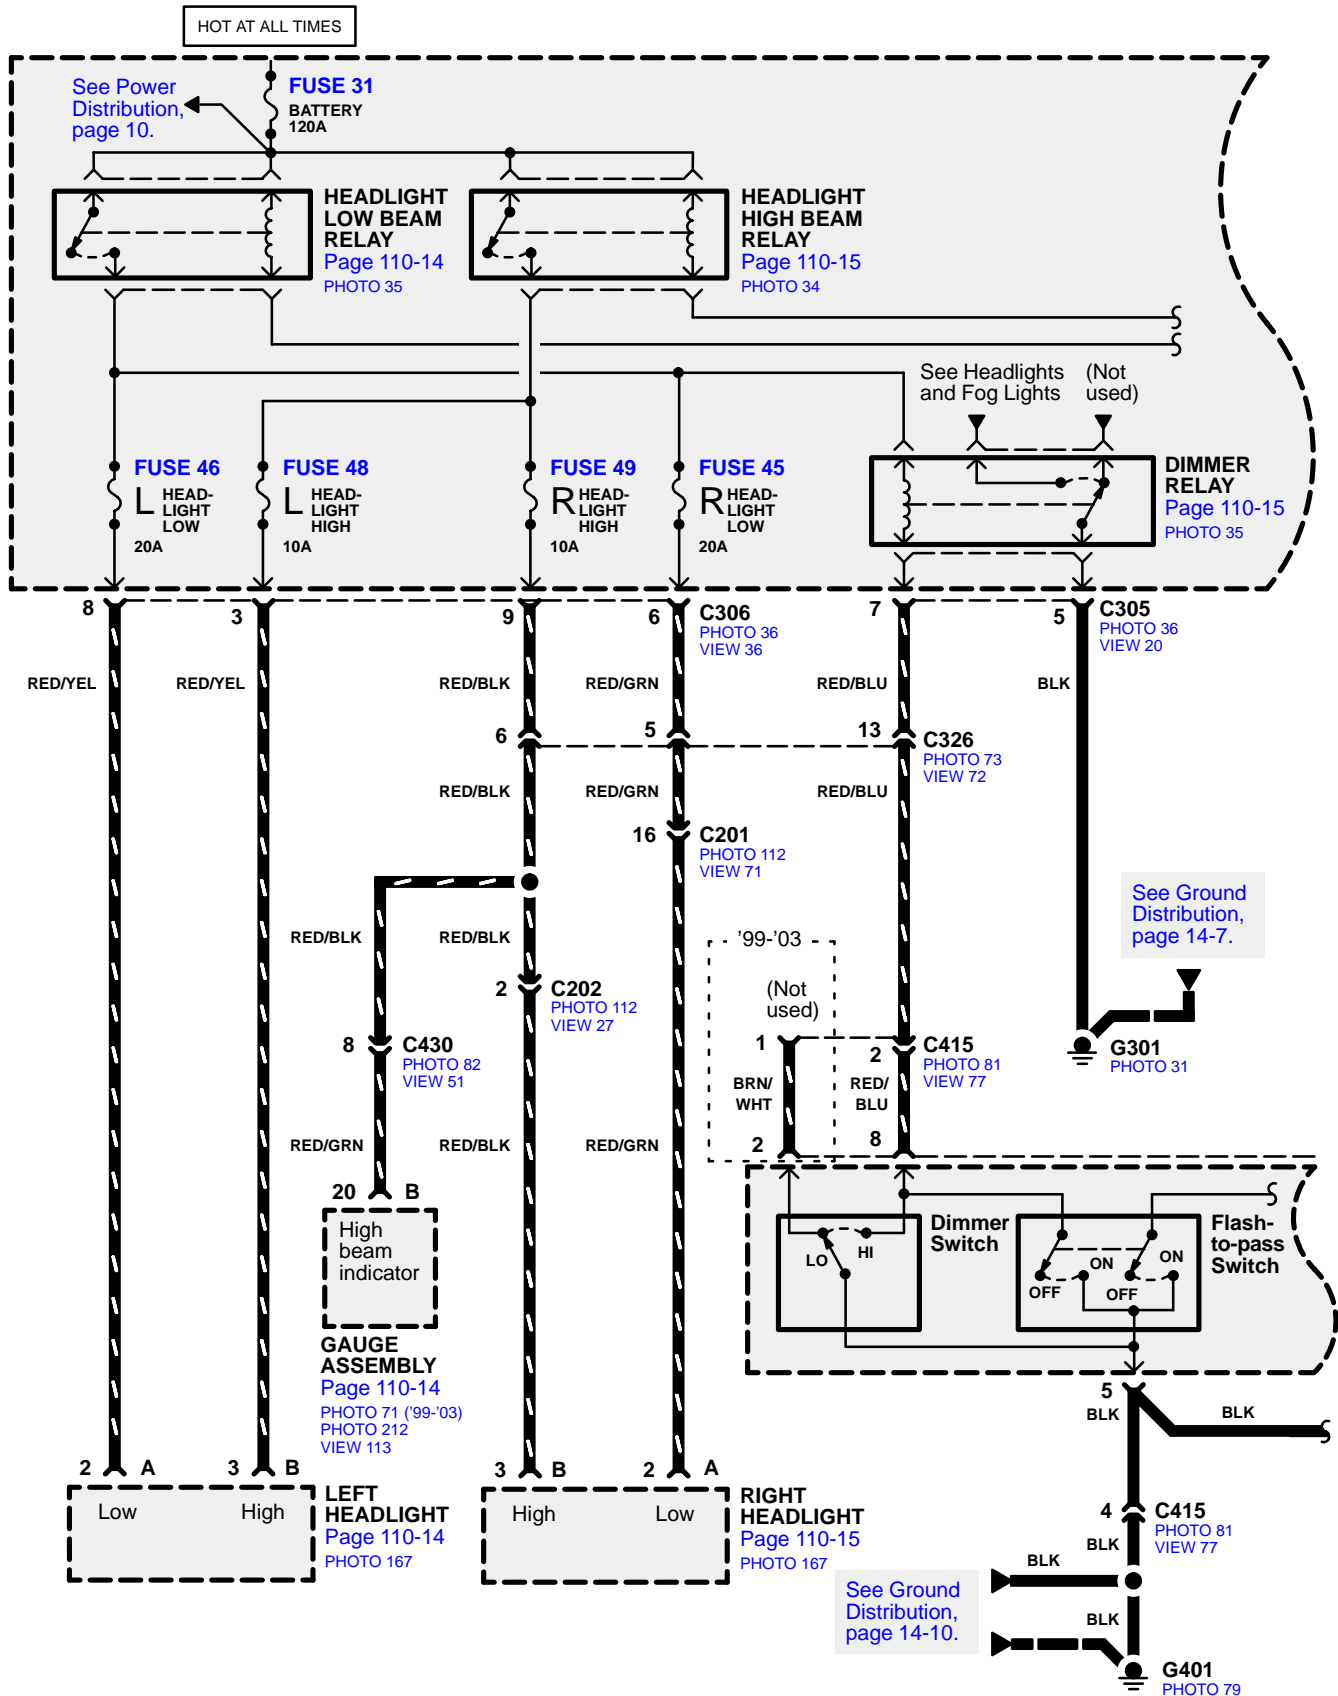 HOT AT ALL TIMES
See Power
Distribution,
page 10.
FUSE 31
BATTERY
120A
HEADLIGHT
LOW BEAM
RELAY
Page 110-14
PHOTO 35
HEADLIGHT
HIGH BEAM
RELAY
Page 110-15
PHOTO 34
See Headlights
and Fog Lights
(Not
used)
FUSE 46
L HEAD-
LIGHT
LOW
20A
FUSE 48
L HEAD-
LIGHT
HIGH
10A
FUSE 49
R HEAD-
LIGHT
HIGH
10A
FUSE 45
R HEAD-
LIGHT
LOW
20A
DIMMER
RELAY
Page 110-15
PHOTO 35
8
3
9
6
C306
PHOTO 36
VIEW 36
7
5
C305
PHOTO 36
VIEW 20
RED/YEL
RED/YEL
RED/BLK
RED/GRN
RED/BLU
BLK
6
5
13
C326
PHOTO 73
VIEW 72
RED/BLK
RED/GRN
RED/BLU
16
C201
PHOTO 112
VIEW 71
See Ground
Distribution,
page 14-7.
RED/BLK
RED/BLK
'99-'03
2
C202
PHOTO 112
VIEW 27
(Not
used)
8
C430
PHOTO 82
VIEW 51
1
2
C415
PHOTO 81
VIEW 77
G301
PHOTO 31
BRN/
WHT
RED/
BLU
RED/GRN
RED/BLK
RED/GRN
2
8
20
B
High
beam
indicator
GAUGE
ASSEMBLY
Page 110-14
PHOTO 71 ('99-'03)
PHOTO 212
VIEW 113
Dimmer
Switch
LO
HI
Flash-
to-pass
Switch
OFF
ON
OFF
ON
5
BLK
BLK
2
A
3
B
3
B
2
A
Low
High
LEFT
HEADLIGHT
Page 110-14
PHOTO 167
High
Low
RIGHT
HEADLIGHT
Page 110-15
PHOTO 167
4
C415
PHOTO 81
VIEW 77
BLK
BLK
See Ground
Distribution,
page 14-10.
BLK
G401
PHOTO 79